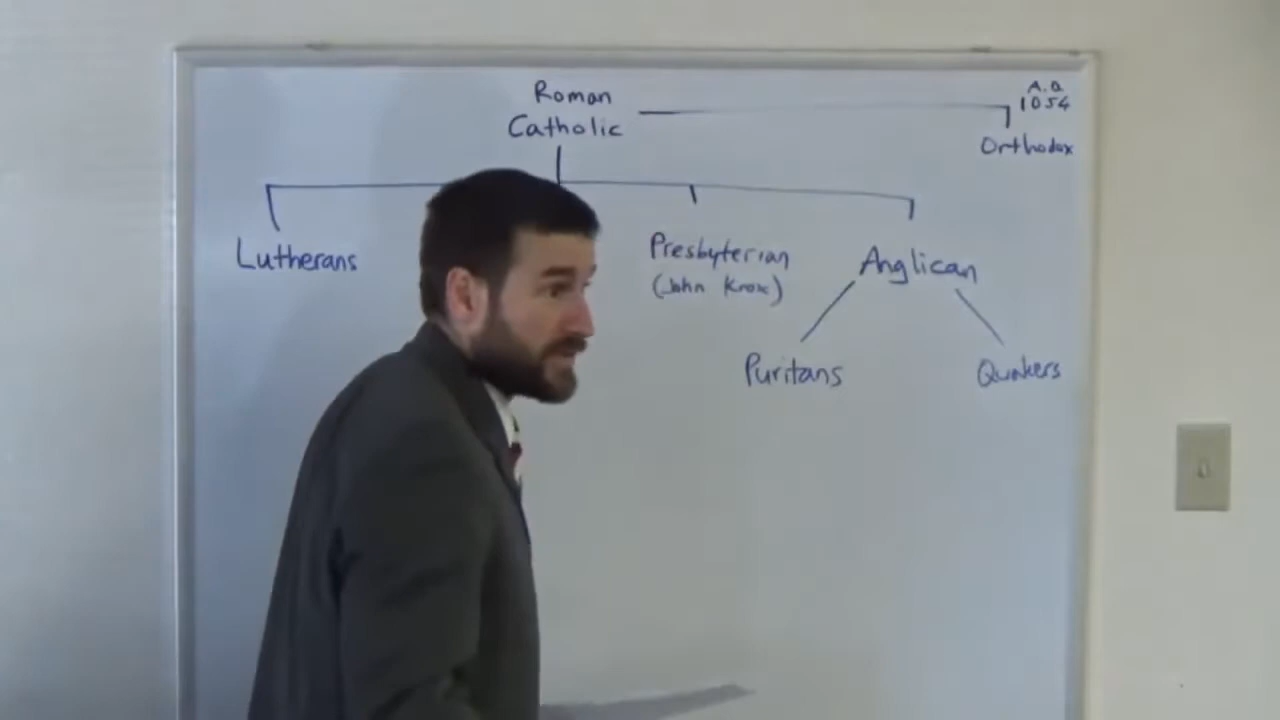 Roman
Catholic
A.D.
1054
Orthodox
Lutherans
Presbyterian
(John Knox)
Anglican
Puritans
Quakers